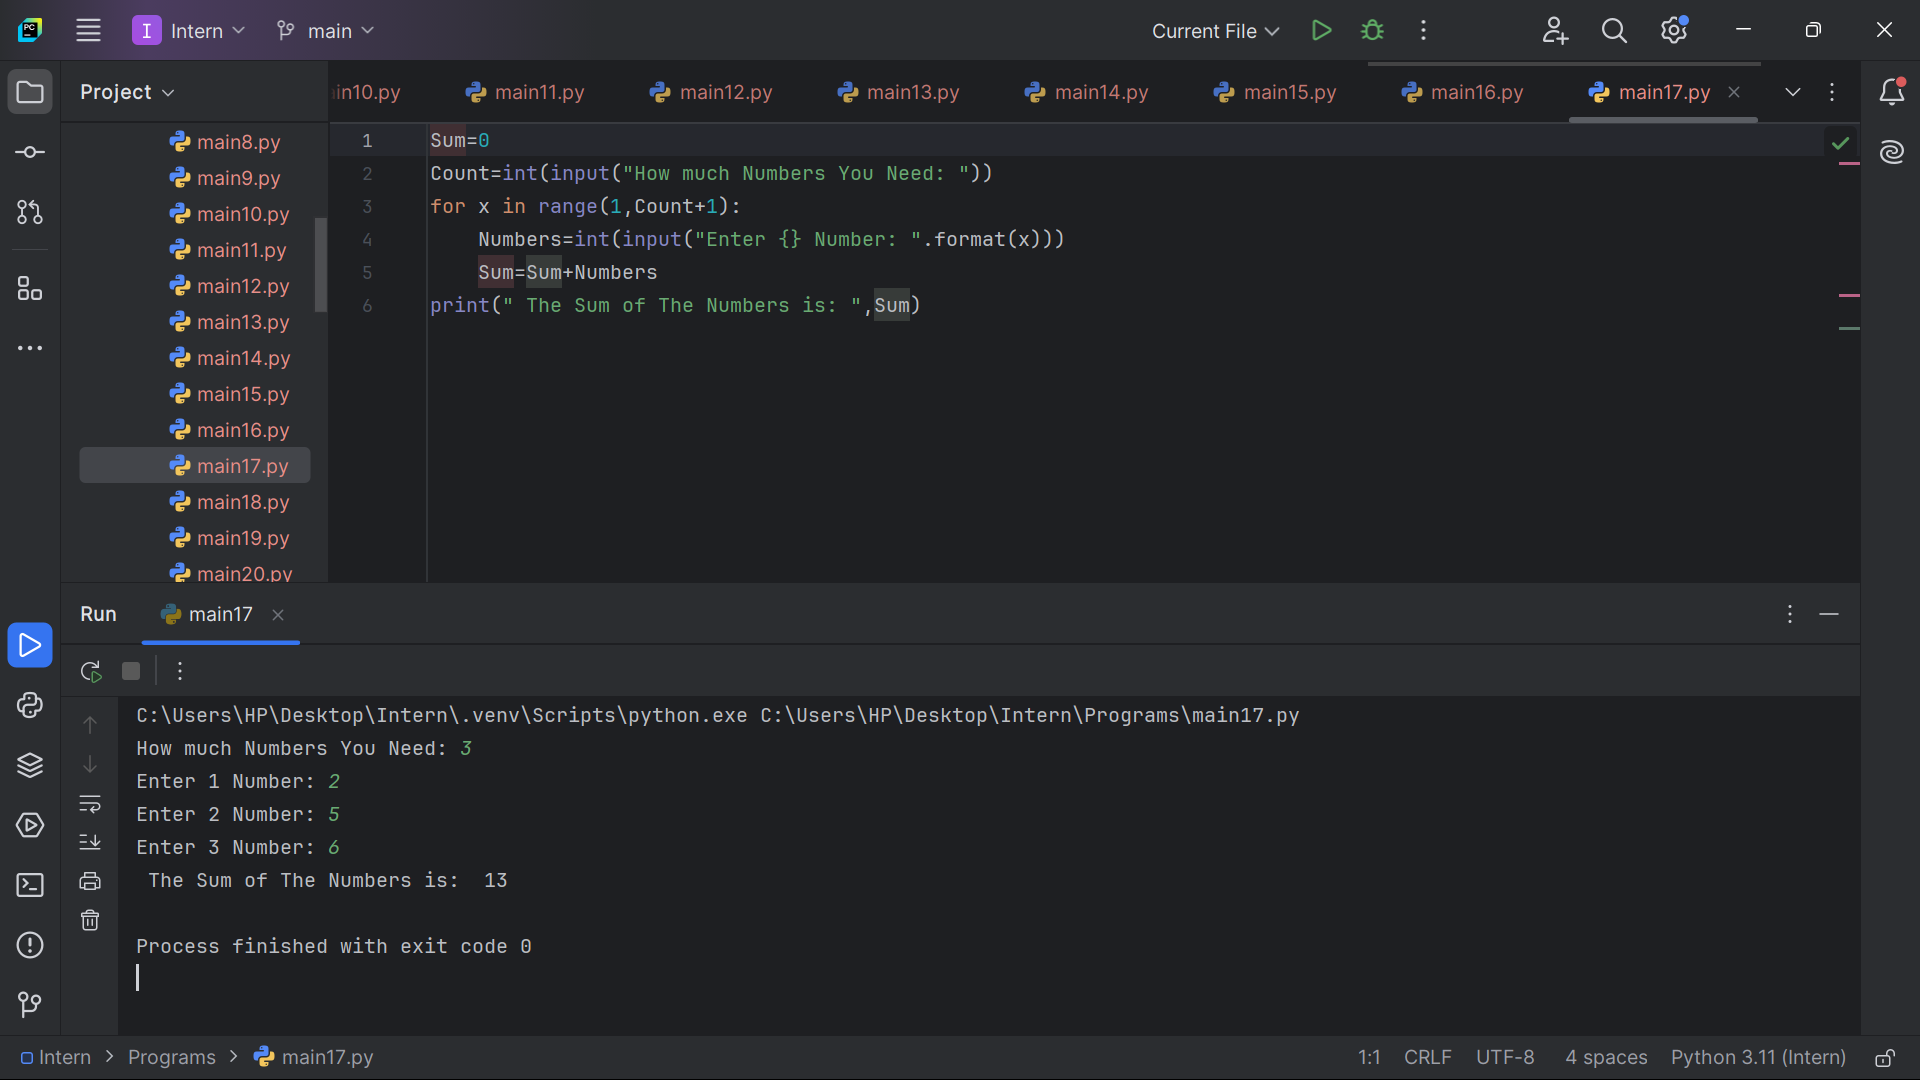 PC
I Intern main Current File
Project
in10.py main11.py main12.py main13.py main14.py main15.py main16.py main17.py
main8.py
main9.py
main10.py
main11.py
main12.py
main13.py
main14.py
main15.py
main16.py
main17.py
main18.py
main19.py
main20.py
1 Sum=0
2 Count=int(input("How much Numbers You Need: "))
3 for x in range(1,Count+1):
4     Numbers=int(input("Enter {} Number: ".format(x)))
5     Sum=Sum+Numbers
6 print(" The Sum of The Numbers is: ",Sum)
Run main17
C:\Users\HP\Desktop\Intern\.venv\Scripts\python.exe C:\Users\HP\Desktop\Intern\Programs\main17.py
How much Numbers You Need: 3
Enter 1 Number: 2
Enter 2 Number: 5
Enter 3 Number: 6
 The Sum of The Numbers is:  13
Process finished with exit code 0
Intern > Programs > main17.py 1:1 CRLF UTF-8 4 spaces Python 3.11 (Intern)